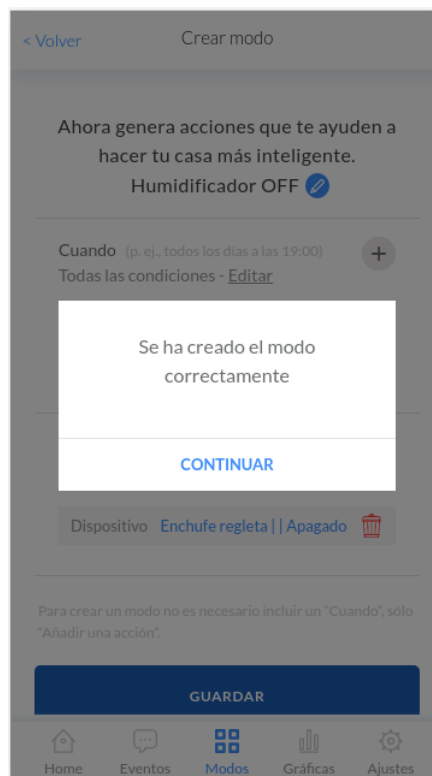 < Volver
Crear modo
Ahora genera acciones que te ayuden a
hacer tu casa más inteligente.
Humidificador OFF
Cuando (p. ej., todos los días a las 19:00)
+
Todas las condiciones - Editar
Se ha creado el modo
correctamente
CONTINUAR
Dispositivo Enchufe regleta | | Apagado
Para crear un modo no es necesario incluir un "Cuando", sólo
"Añadir una acción".
GUARDAR
Home Eventos Modos Gráficas Ajustes